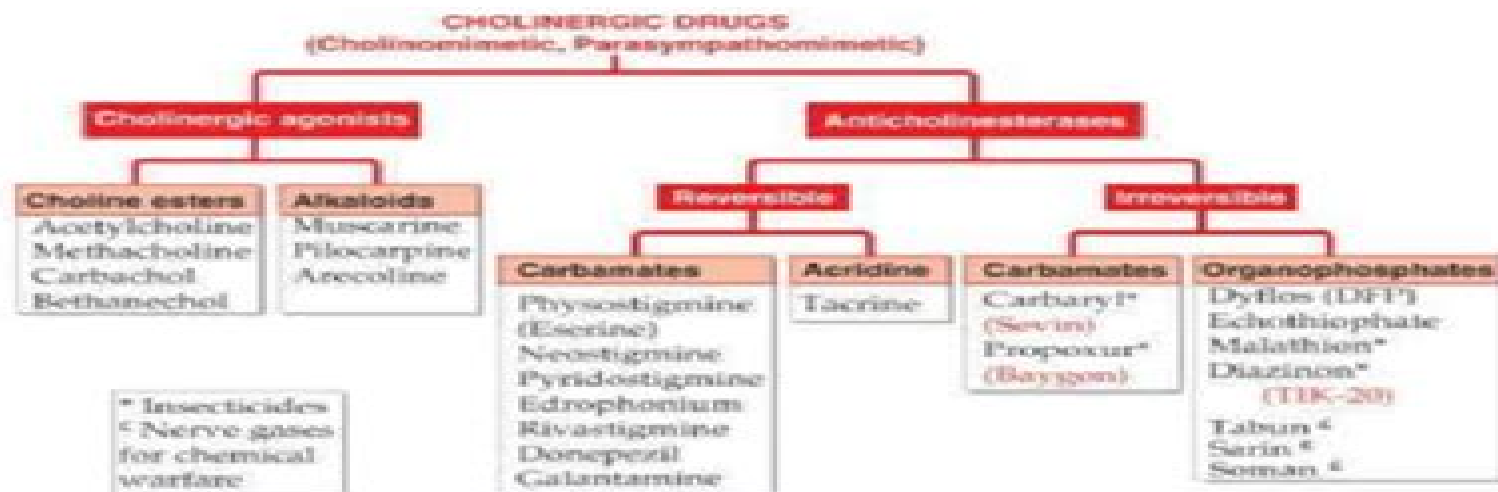 CHOLINERGIC DRUGS
(Cholinomimetic, Parasympathomimetic)
Cholinergic agonists
Anticholinesterases
Choline esters
Acetylcholine
Methacholine
Carbachol
Bethanechol
Alkaloids
Muscarine
Pilocarpine
Arecoline
Reversible
Irreversible
Carbamates
Physostigmine
(Eserine)
Neostigmine
Pyridostigmine
Edrophonium
Rivastigmine
Donepezil
Galantamine
Acridine
Tacrine
Carbamates
Carbaryl*
(Sevin)
Propoxur*
(Baygon)
Organophosphates
Dyflos (DFP)
Echothiophate
Malathion*
Diazinon*
(TIK-20)
Tabun £
Sarin £
Soman £
* Insecticides
£ Nerve gases
for chemical
warfare